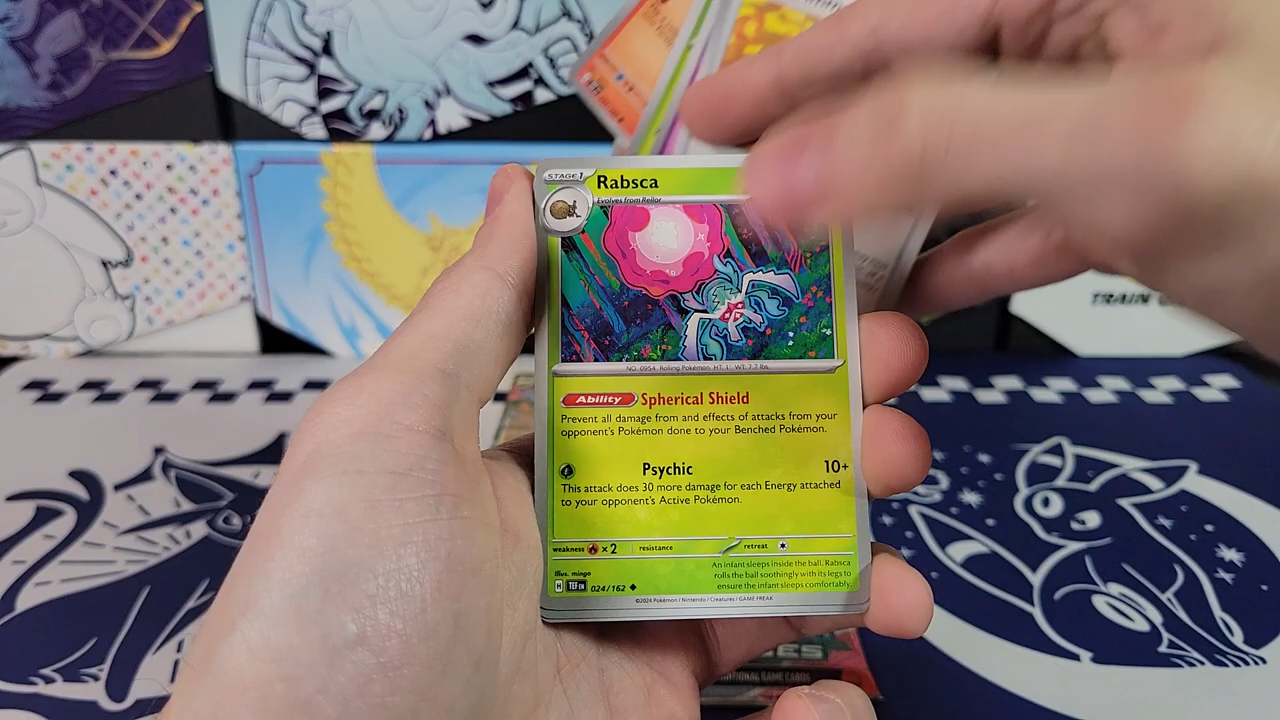 STAGE 1
Rabsca
Evolves from Rellor
TRAIN
NO. 0954 Rolling Pokémon HT: 1' WT: 7.7 lbs.
Ability Spherical Shield
Prevent all damage from and effects of attacks from your
opponent's Pokémon done to your Benched Pokémon.
Psychic 10+
This attack does 30 more damage for each Energy attached
to your opponent's Active Pokémon.
weakness ×2 resistance retreat
An infant sleeps inside the ball. Rabsca
rolls the ball soothingly with its legs to
ensure the infant sleeps comfortably.
Illus. mingo
H TEF EN 024/162
©2024 Pokémon / Nintendo / Creatures / GAME FREAK
GAME CARDS